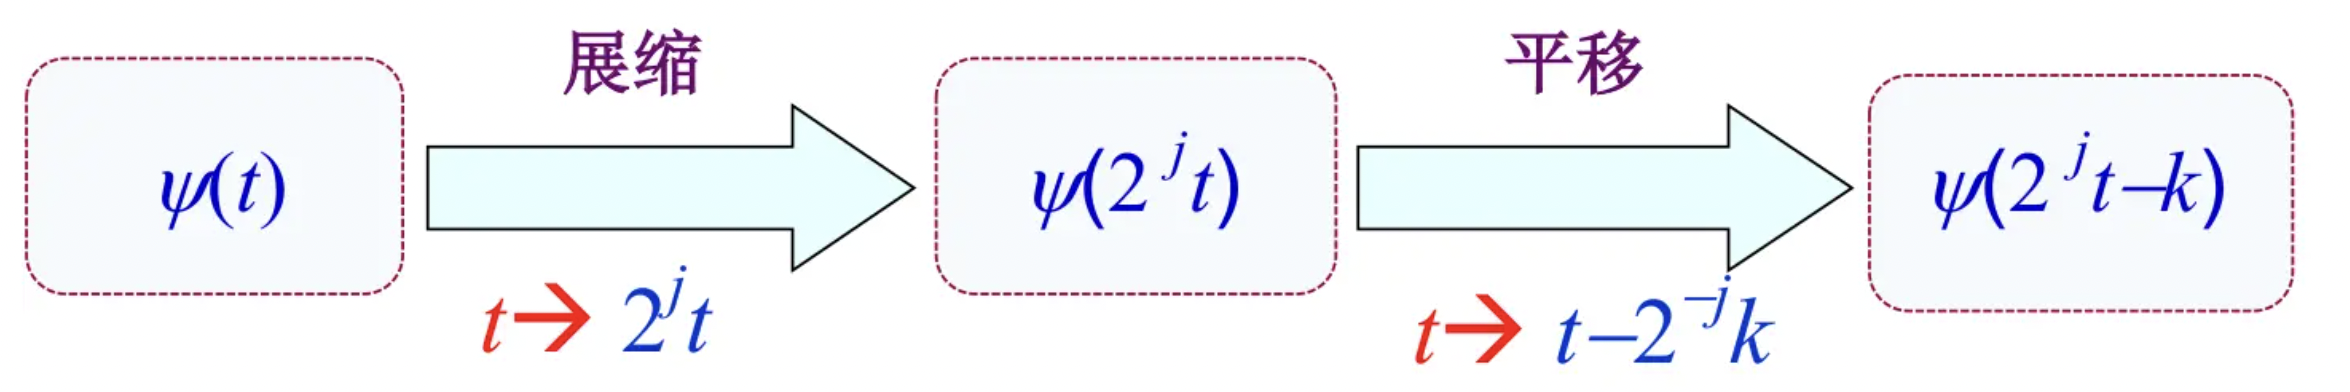 展缩
平移
ψ(t)
ψ(2^j t)
ψ(2^j t–k)
t→ 2^j t
t→ t–2^–j k